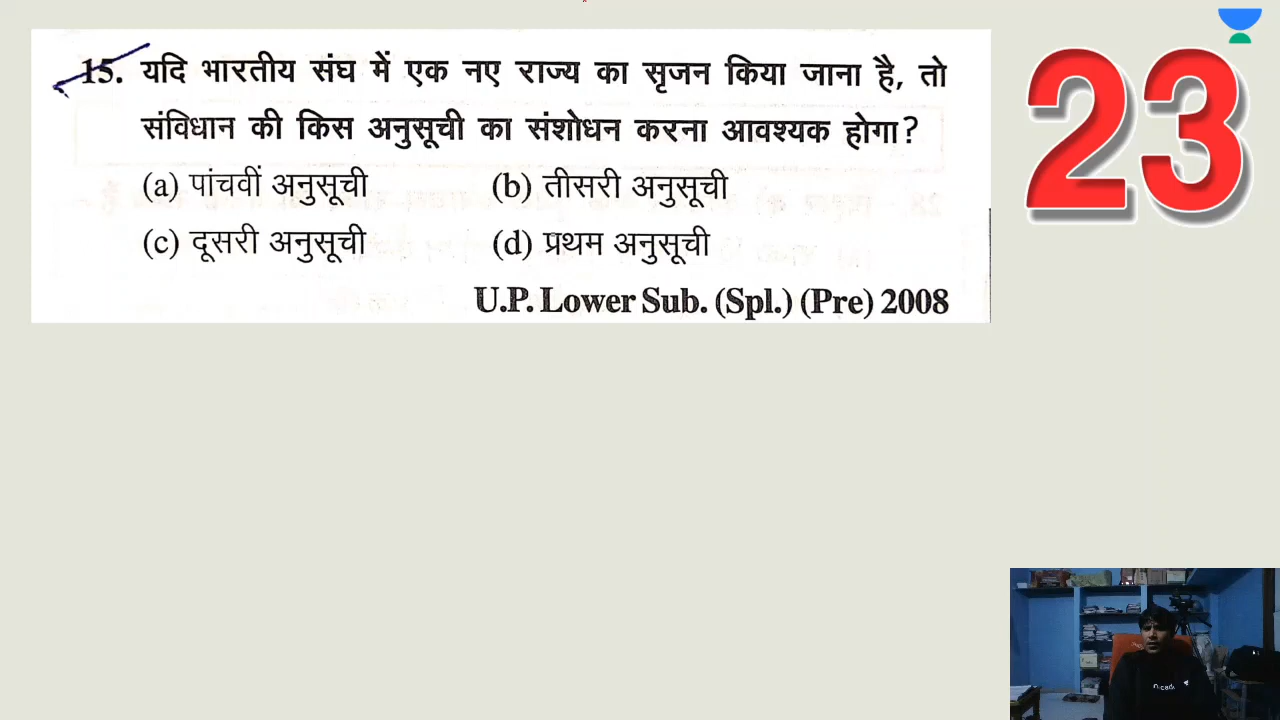 15. यदि भारतीय संघ में एक नए राज्य का सृजन किया जाना है, तो
संविधान की किस अनुसूची का संशोधन करना आवश्यक होगा?
(a) पांचवीं अनुसूची (b) तीसरी अनुसूची
(c) दूसरी अनुसूची (d) प्रथम अनुसूची
U.P. Lower Sub. (Spl.) (Pre) 2008
23